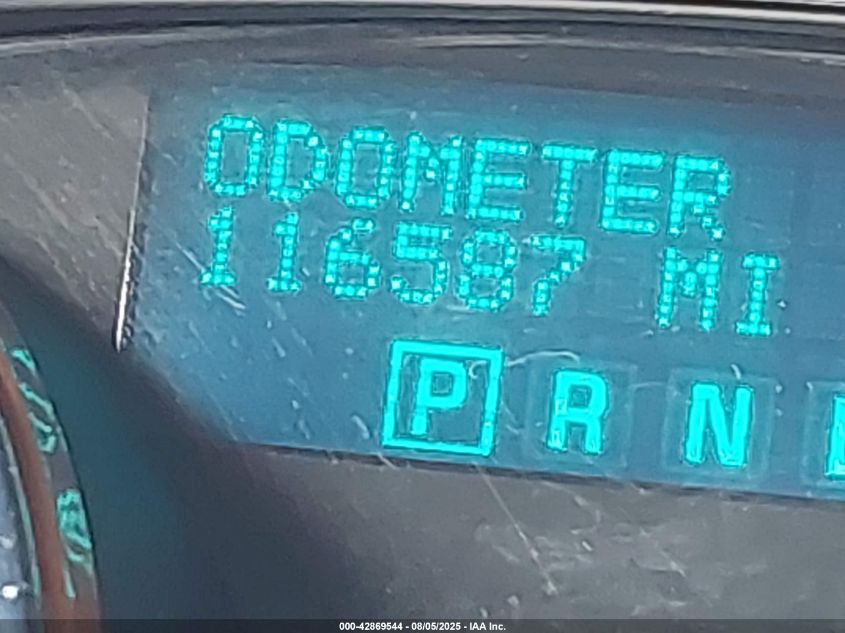 ODOMETER
116587 MI
P R N
000-42869544 - 08/05/2025 - IAA Inc.